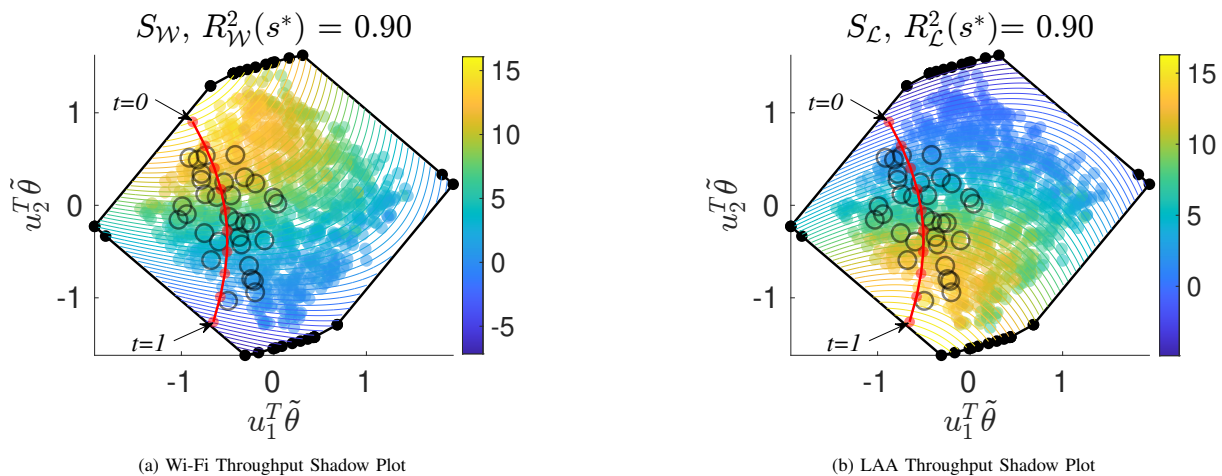 S_W, R²_W(s*) = 0.90
t=0
t=1
1
0
-1
-1
0
1
u₂ᵀθ̃
u₁ᵀθ̃
15
10
5
0
-5
(a) Wi-Fi Throughput Shadow Plot
S_L, R²_L(s*)= 0.90
t=0
t=1
1
0
-1
-1
0
1
u₂ᵀθ̃
u₁ᵀθ̃
15
10
5
0
(b) LAA Throughput Shadow Plot